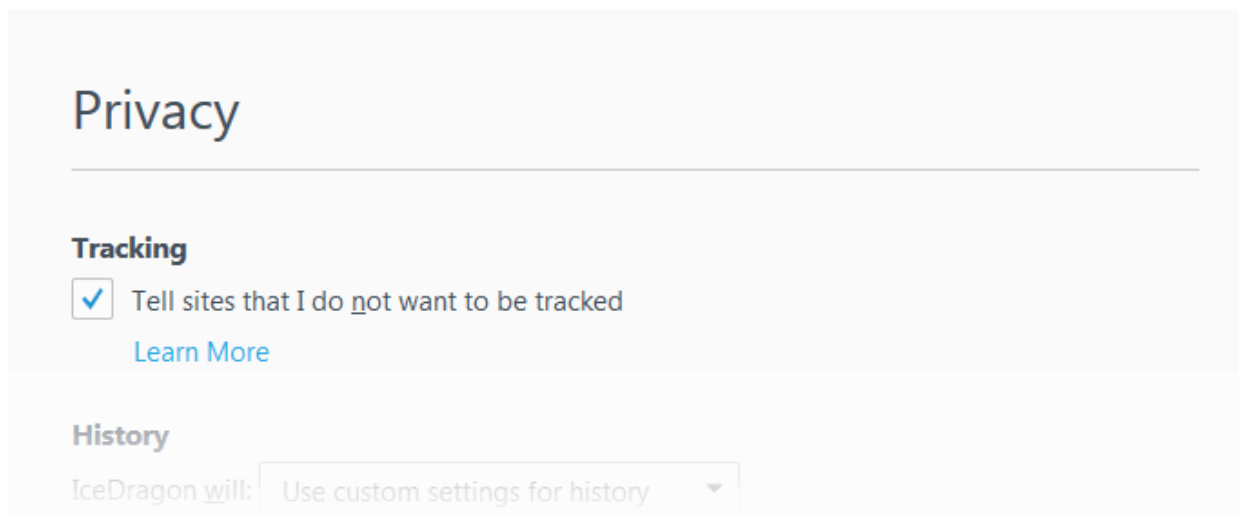 Privacy
Tracking
Tell sites that I do not want to be tracked
Learn More
History
IceDragon will: Use custom settings for history